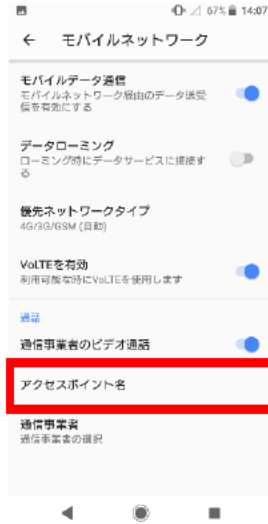 67% 14:07
← モバイルネットワーク
モバイルデータ通信
モバイルネットワーク経由のデータ送受
信を有効にする
データローミング
ローミング時にデータサービスに接続す
る
優先ネットワークタイプ
4G/3G/GSM (自動)
VoLTEを有効
利用可能な時にVoLTEを使用します
通話
通信事業者のビデオ通話
アクセスポイント名
通信事業者
通信事業者の選択